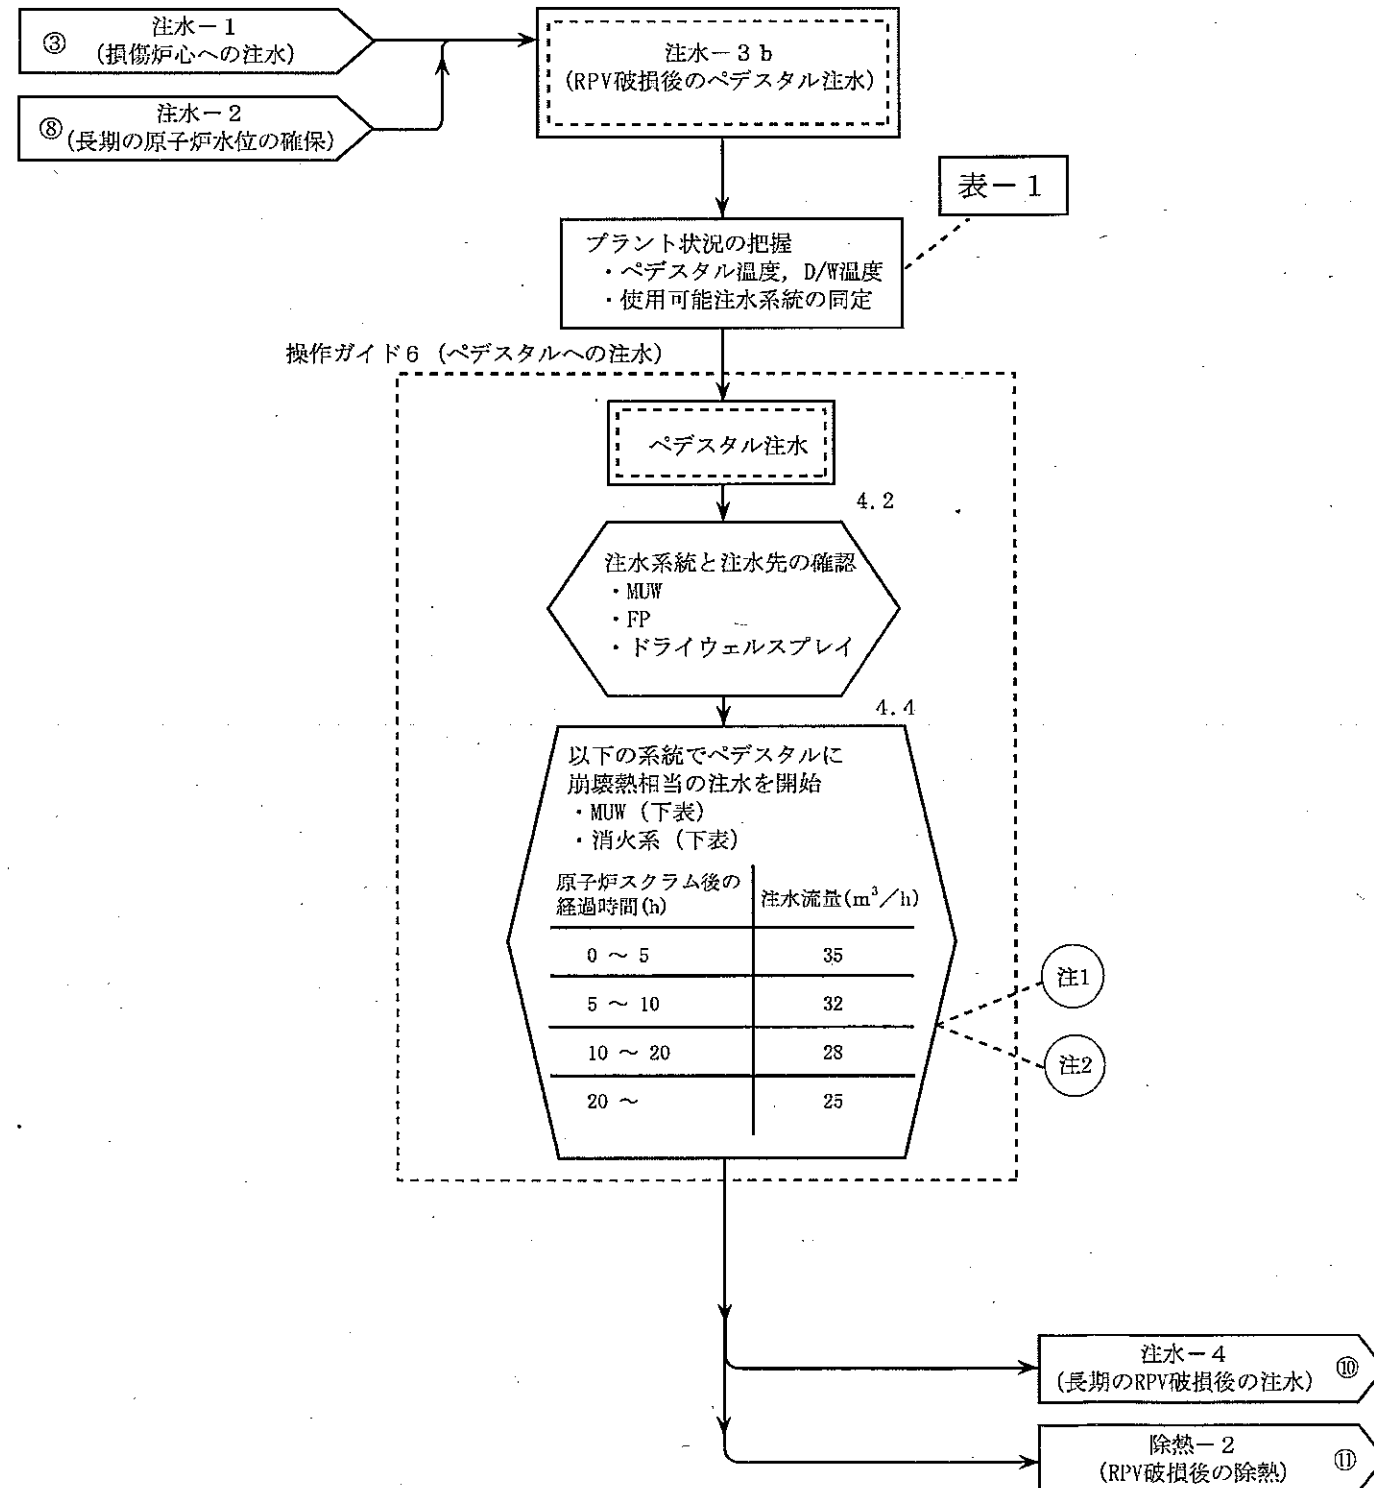 ③
注水－1
(損傷炉心への注水)
⑧
注水－2
(長期の原子炉水位の確保)
注水－3b
(RPV破損後のペデスタル注水)
表－1
プラント状況の把握
・ペデスタル温度, D/W温度
・使用可能注水系統の同定
操作ガイド6 (ペデスタルへの注水)
ペデスタル注水
4.2
注水系統と注水先の確認
・MUW
・FP
・ドライウェルスプレイ
4.4
以下の系統でペデスタルに
崩壊熱相当の注水を開始
・MUW (下表)
・消火系 (下表)
原子炉スクラム後の
経過時間(h)
注水流量(m³／h)
0 ～ 5 35
5 ～ 10 32
10 ～ 20 28
20 ～ 25
注1
注2
注水－4
(長期のRPV破損後の注水)
⑩
除熱－2
(RPV破損後の除熱)
⑪